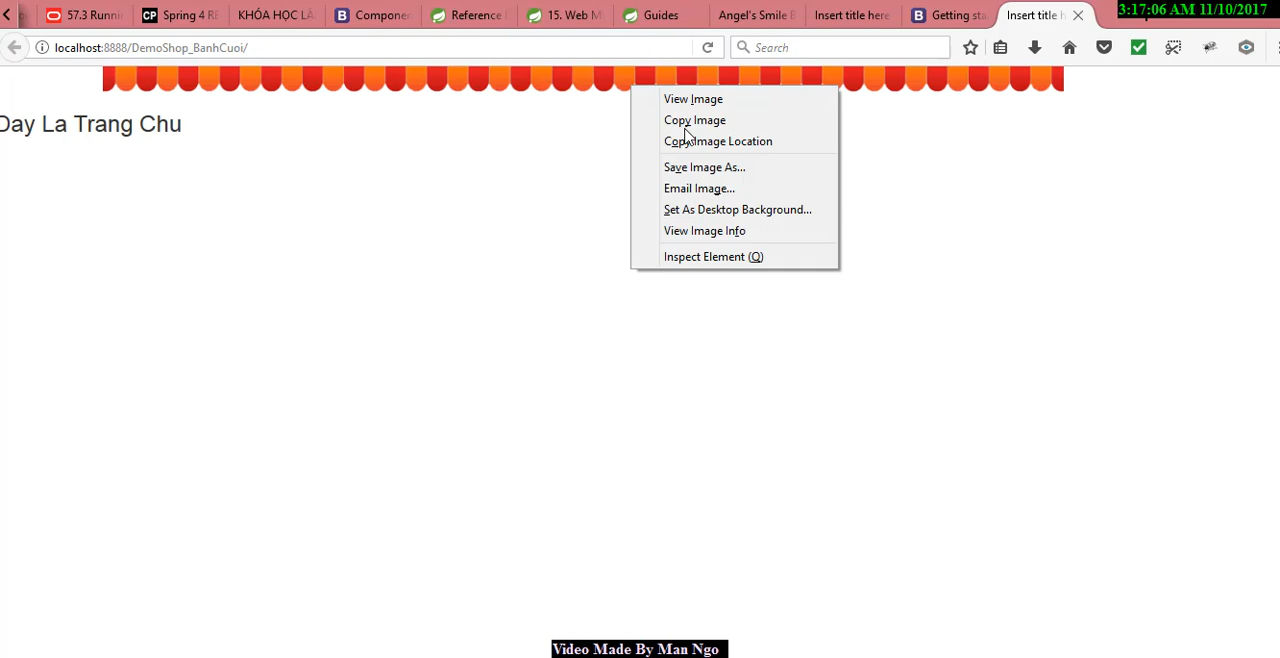 57.3 Runni
Spring 4 RE
KHÓA HỌC LẬ
Componen
Reference
15. Web M
Guides
Angel's Smile B
Insert title here
Getting sta
Insert title h
3:17:06 AM 11/10/2017
localhost:8888/DemoShop_BanhCuoi/
Search
Day La Trang Chu
View Image
Copy Image
Copy Image Location
Save Image As...
Email Image...
Set As Desktop Background...
View Image Info
Inspect Element (Q)
Video Made By Man Ngo